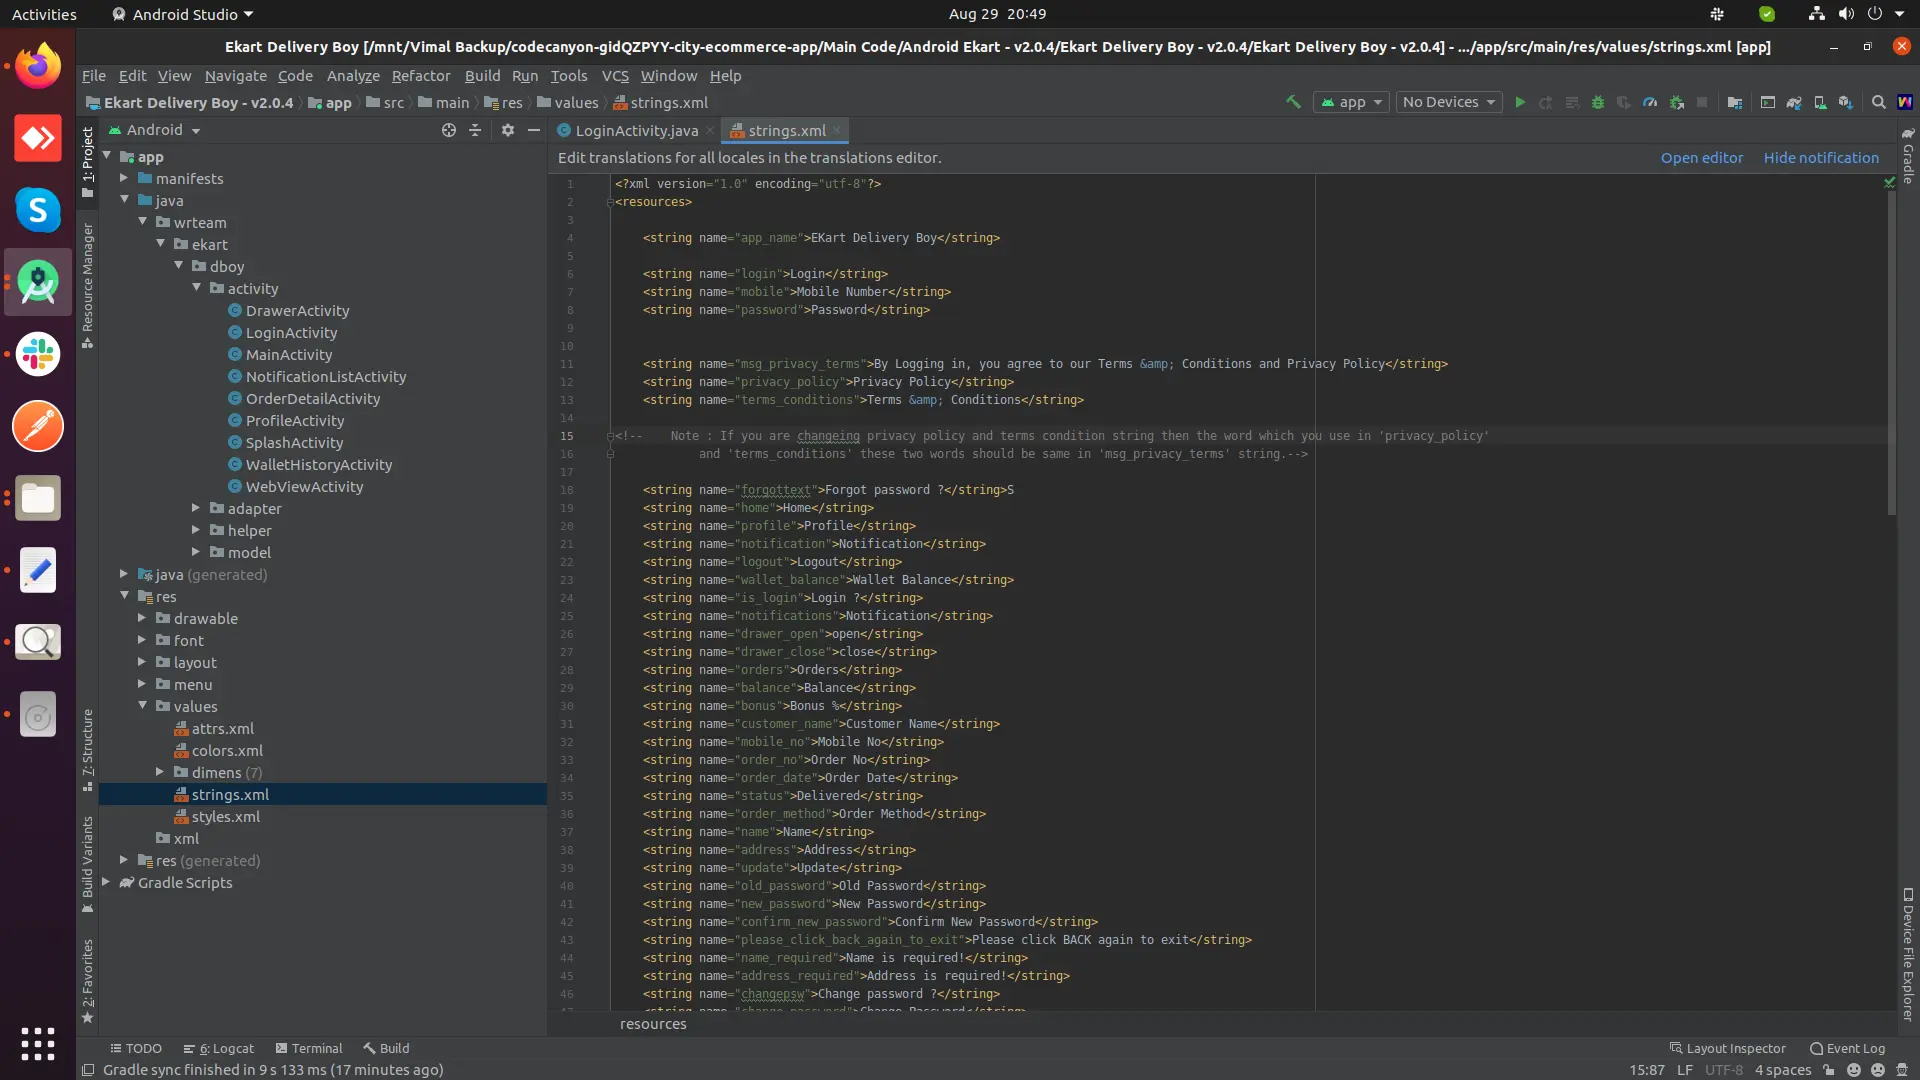 Activities
Android Studio
Aug 29 20:49
Ekart Delivery Boy [/mnt/Vimal Backup/codecanyon-gidQZPYY-city-ecommerce-app/Main Code/Android Ekart - v2.0.4/Ekart Delivery Boy - v2.0.4/Ekart Delivery Boy - v2.0.4] - .../app/src/main/res/values/strings.xml [app]
File Edit View Navigate Code Analyze Refactor Build Run Tools VCS Window Help
Ekart Delivery Boy - v2.0.4 app src main res values strings.xml
app No Devices
Android
LoginActivity.java strings.xml
Edit translations for all locales in the translations editor.
Open editor Hide notification
1: Project
Resource Manager
7: Structure
Build Variants
2: Favorites
app
manifests
java
wrteam
ekart
dboy
activity
DrawerActivity
LoginActivity
MainActivity
NotificationListActivity
OrderDetailActivity
ProfileActivity
SplashActivity
WalletHistoryActivity
WebViewActivity
adapter
helper
model
java (generated)
res
drawable
font
layout
menu
values
attrs.xml
colors.xml
dimens (7)
strings.xml
styles.xml
xml
res (generated)
Gradle Scripts
1 <?xml version="1.0" encoding="utf-8"?>
2 <resources>
3
4 <string name="app_name">EKart Delivery Boy</string>
5
6 <string name="login">Login</string>
7 <string name="mobile">Mobile Number</string>
8 <string name="password">Password</string>
9
10
11 <string name="msg_privacy_terms">By Logging in, you agree to our Terms &amp; Conditions and Privacy Policy</string>
12 <string name="privacy_policy">Privacy Policy</string>
13 <string name="terms_conditions">Terms &amp; Conditions</string>
14
15 <!-- Note : If you are changeing privacy policy and terms condition string then the word which you use in 'privacy_policy'
16 and 'terms_conditions' these two words should be same in 'msg_privacy_terms' string.-->
17
18 <string name="forgottext">Forgot password ?</string>S
19 <string name="home">Home</string>
20 <string name="profile">Profile</string>
21 <string name="notification">Notification</string>
22 <string name="logout">Logout</string>
23 <string name="wallet_balance">Wallet Balance</string>
24 <string name="is_login">Login ?</string>
25 <string name="notifications">Notification</string>
26 <string name="drawer_open">open</string>
27 <string name="drawer_close">close</string>
28 <string name="orders">Orders</string>
29 <string name="balance">Balance</string>
30 <string name="bonus">Bonus %</string>
31 <string name="customer_name">Customer Name</string>
32 <string name="mobile_no">Mobile No</string>
33 <string name="order_no">Order No</string>
34 <string name="order_date">Order Date</string>
35 <string name="status">Delivered</string>
36 <string name="order_method">Order Method</string>
37 <string name="name">Name</string>
38 <string name="address">Address</string>
39 <string name="update">Update</string>
40 <string name="old_password">Old Password</string>
41 <string name="new_password">New Password</string>
42 <string name="confirm_new_password">Confirm New Password</string>
43 <string name="please_click_back_again_to_exit">Please click BACK again to exit</string>
44 <string name="name_required">Name is required!</string>
45 <string name="address_required">Address is required!</string>
46 <string name="changepsw">Change password ?</string>
resources
Gradle
Device File Explorer
TODO 6: Logcat Terminal Build
Layout Inspector Event Log
Gradle sync finished in 9 s 133 ms (17 minutes ago)
15:87 LF UTF-8 4 spaces